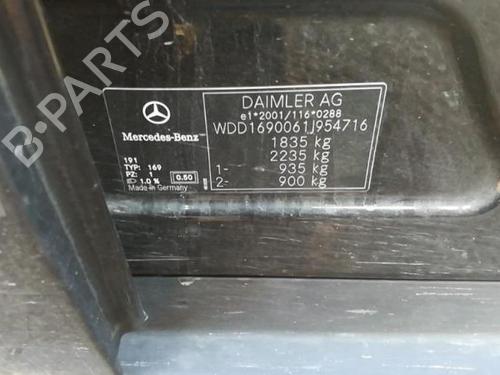 DAIMLER AG
e1*2001/116*0288
WDD1690061J954716
1835 kg
2235 kg
1- 935 kg
2- 900 kg
Mercedes-Benz
191
TYP: 169
PZ: 1
1.0 % 0.50
Made in Germany
B-PARTS